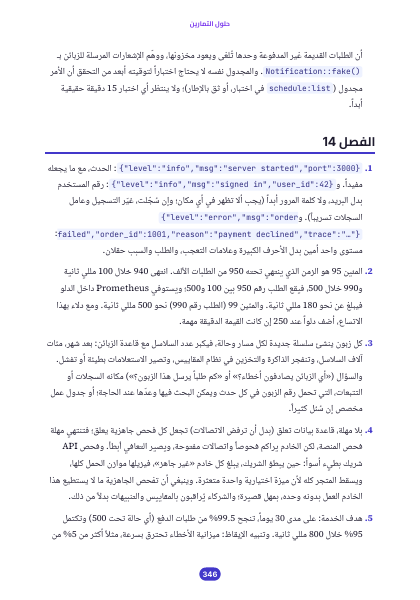 حلول التمارين
أن الطلبات القديمة غير المدفوعة وحدها تُلغى ويعود مخزونها، ووهّم الإشعارات المرسلة للزبائن بـ
Notification::fake(). والمجدول نفسه لا يحتاج اختباراً لتوقيته أبعد من التحقق أن الأمر
مجدول (schedule:list في اختبار، أو ثق بالإطار)؛ ولا ينتظر أي اختبار 15 دقيقة حقيقية
أبداً.
الفصل 14
1. {"level":"info","msg":"server started","port":3000} : الحدث، مع ما يجعله
مفيداً. و {"level":"info","msg":"signed in","user_id":42} : رقم المستخدم
بدل البريد، ولا كلمة المرور أبداً (يجب ألا تظهر في أي مكان؛ وإن سُجّلت، غيّر التسجيل وعامل
السجلات تسريباً). و{"level":"error","msg":"order
failed","order_id":1001,"reason":"payment declined","trace":"…"}:
مستوى واحد أمين بدل الأحرف الكبيرة وعلامات التعجب، والطلب والسبب حقلان.
2. المئين 95 هو الزمن الذي ينتهي تحته 950 من الطلبات الألف. انتهى 940 خلال 100 مللي ثانية
و990 خلال 500، فيقع الطلب رقم 950 بين 100 و500؛ ويستوفي Prometheus داخل الدلو
فيبلغ عن نحو 180 مللي ثانية. والمئين 99 (الطلب رقم 990) نحو 500 مللي ثانية. ومع دلاء بهذا
الاتساع، أضف دلواً عند 250 إن كانت القيمة الدقيقة مهمة.
3. كل زبون ينشئ سلسلة جديدة لكل مسار وحالة، فيكبر عدد السلاسل مع قاعدة الزبائن: بعد شهر، مئات
آلاف السلاسل، وتنفجر الذاكرة والتخزين في نظام المقاييس، وتصير الاستعلامات بطيئة أو تفشل.
والسؤال («أي الزبائن يصادفون أخطاء؟» أو «كم طلباً يرسل هذا الزبون؟») مكانه السجلات أو
التتبعات، التي تحمل رقم الزبون في كل حدث ويمكن البحث فيها وعدّها عند الحاجة؛ أو جدول عمل
مخصص إن سُئل كثيراً.
4. بلا مهلة، قاعدة بيانات تعلق (بدل أن ترفض الاتصالات) تجعل كل فحص جاهزية يعلق؛ فتنتهي مهلة
فحص المنصة، لكن الخادم يراكم فحوصاً واتصالات مفتوحة، ويصير التعافي أبطأ. وفحص API
شريك بطيء أسوأ: حين يبطؤ الشريك، يبلغ كل خادم «غير جاهز»، فيزيلها موازن الحمل كلها،
ويسقط المتجر كله لأن ميزة اختيارية واحدة متعثرة. وينبغي أن تفحص الجاهزية ما لا يستطيع هذا
الخادم العمل بدونه وحده، بمهل قصيرة؛ والشركاء يُراقبون بالمقاييس والتنبيهات بدلاً من ذلك.
5. هدف الخدمة: على مدى 30 يوماً، تنجح 99.5% من طلبات الدفع (أي حالة تحت 500) وتكتمل
95% خلال 800 مللي ثانية. وتنبيه الإيقاظ: ميزانية الأخطاء تحترق بسرعة، مثلاً أكثر من 5% من
346